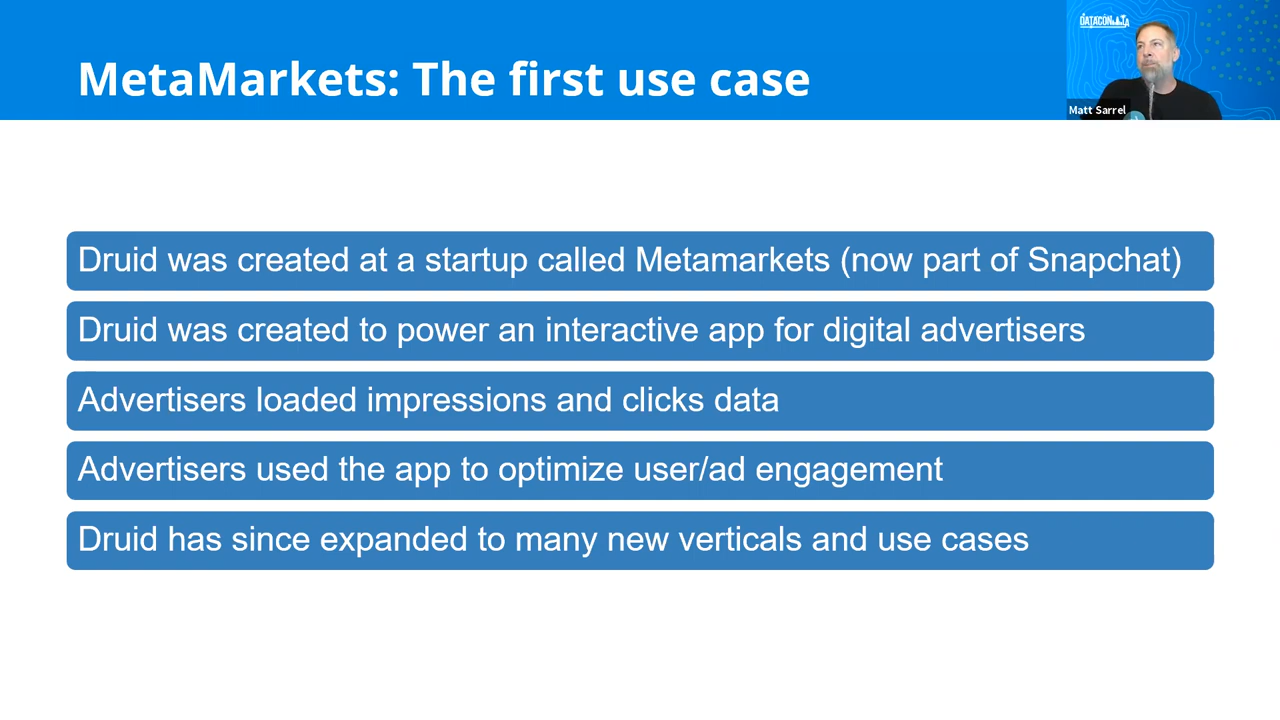 DATACON LA
MetaMarkets: The first use case
Matt Sarrel
Druid was created at a startup called Metamarkets (now part of Snapchat)
Druid was created to power an interactive app for digital advertisers
Advertisers loaded impressions and clicks data
Advertisers used the app to optimize user/ad engagement
Druid has since expanded to many new verticals and use cases